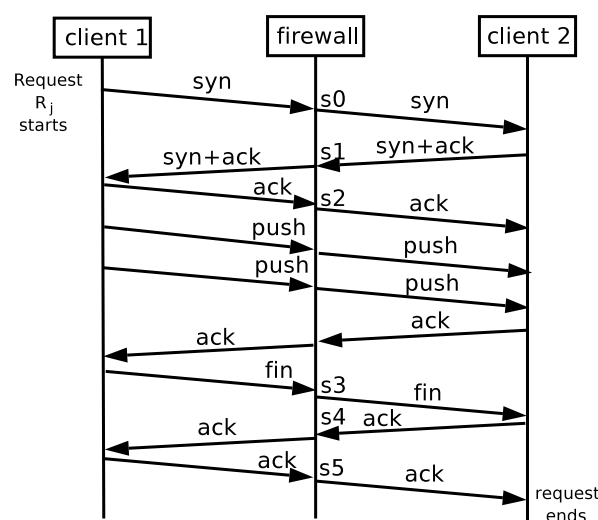 client 1
firewall
client 2
Request
R j
starts
syn
s0
syn
s1
syn+ack
syn+ack
ack
s2
ack
push
push
push
push
ack
ack
fin
s3
fin
s4
ack
ack
ack
s5
ack
request
ends